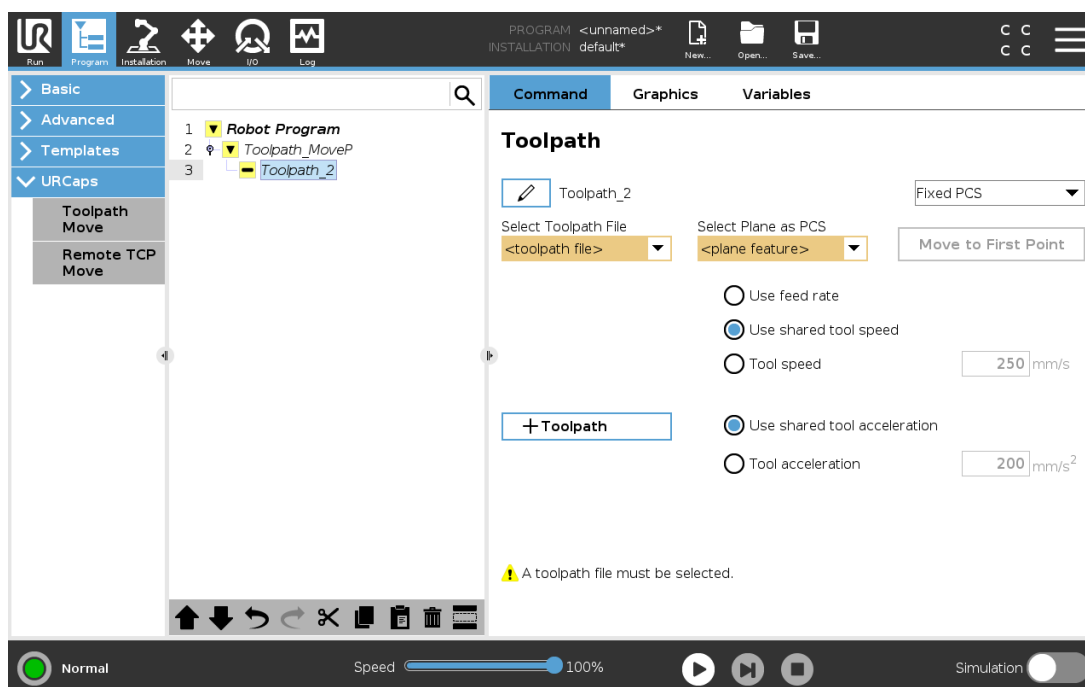 PROGRAM <unnamed>*
INSTALLATION default*
Run
Program
Installation
Move
I/O
Log
New...
Open...
Save...
C C
C C
Basic
Advanced
Templates
URCaps
Toolpath
Move
Remote TCP
Move
1 Robot Program
2 Toolpath_MoveP
3 Toolpath_2
Command Graphics Variables
Toolpath
Toolpath_2
Fixed PCS
Select Toolpath File
Select Plane as PCS
<toolpath file>
<plane feature>
Move to First Point
Use feed rate
Use shared tool speed
Tool speed 250 mm/s
+Toolpath
Use shared tool acceleration
Tool acceleration 200 mm/s²
A toolpath file must be selected.
Normal
Speed 100%
Simulation